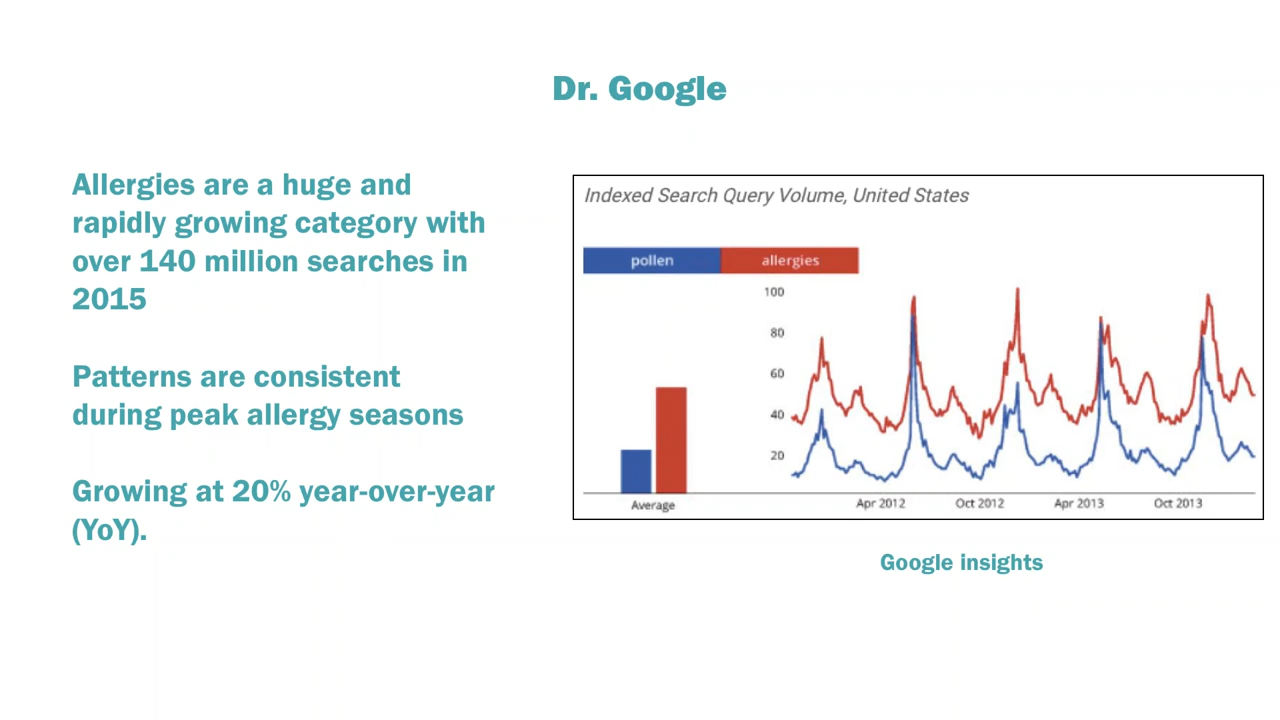 Dr. Google
Allergies are a huge and
rapidly growing category with
over 140 million searches in
2015
Patterns are consistent
during peak allergy seasons
Growing at 20% year-over-year
(YoY).
Indexed Search Query Volume, United States
pollen allergies
100
80
60
40
20
Average Apr 2012 Oct 2012 Apr 2013 Oct 2013
Google insights